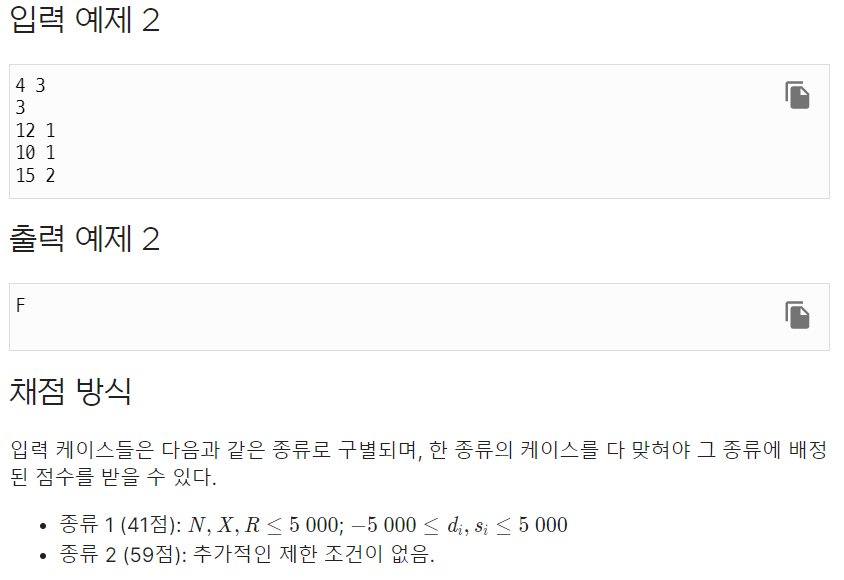 입력 예제 2
4 3
3
12 1
10 1
15 2
출력 예제 2
F
채점 방식
입력 케이스들은 다음과 같은 종류로 구별되며, 한 종류의 케이스를 다 맞혀야 그 종류에 배정
된 점수를 받을 수 있다.
• 종류 1 (41점): N, X, R ≤ 5 000; −5 000 ≤ dᵢ, sᵢ ≤ 5 000
• 종류 2 (59점): 추가적인 제한 조건이 없음.